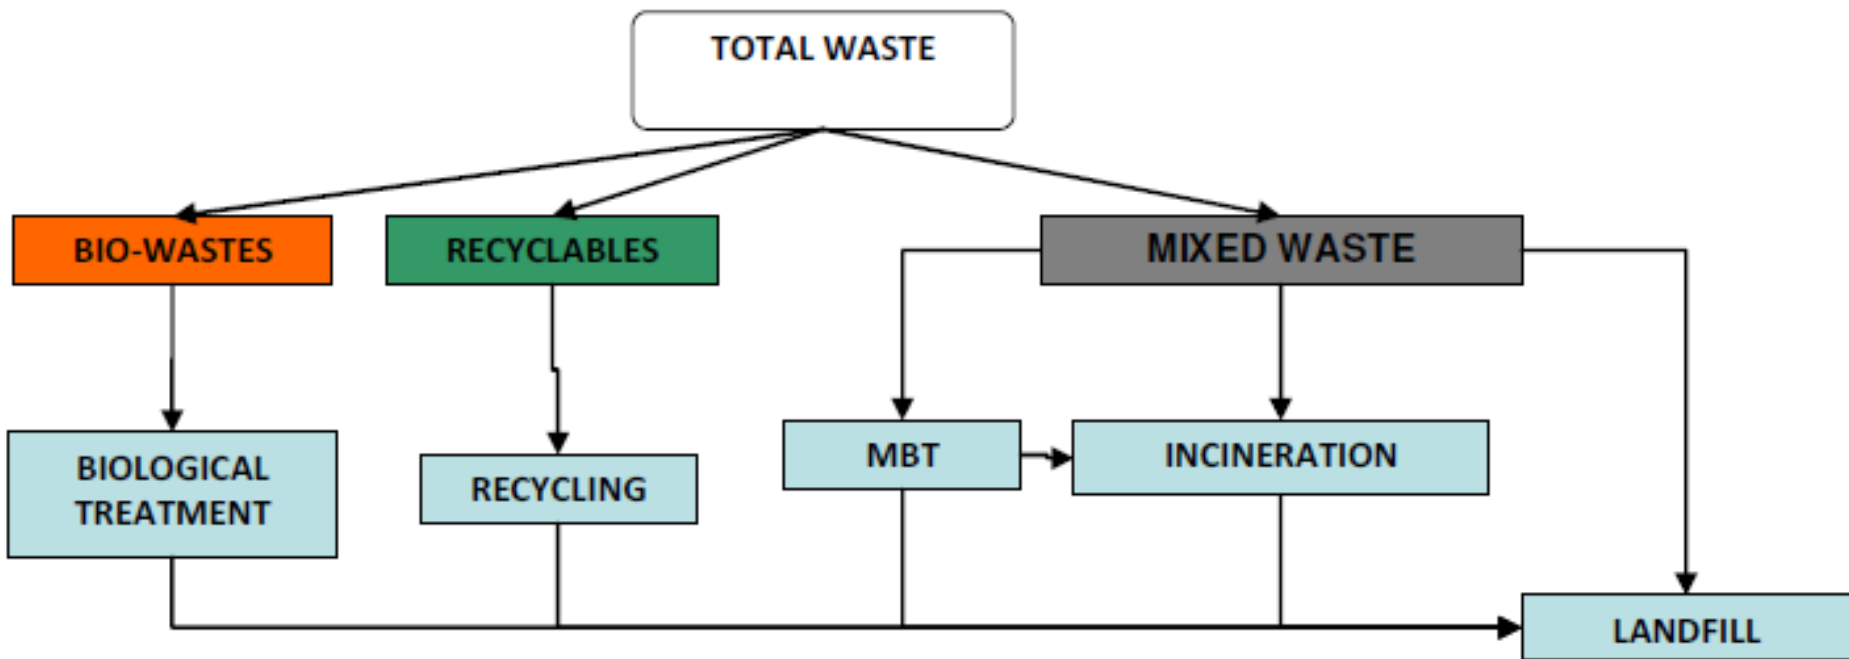 TOTAL WASTE
BIO-WASTES
RECYCLABLES
MIXED WASTE
BIOLOGICAL
TREATMENT
RECYCLING
MBT
INCINERATION
LANDFILL